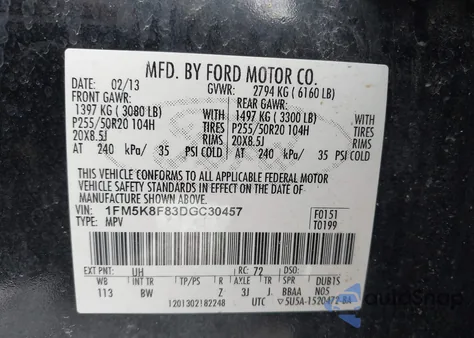 MFD. BY FORD MOTOR CO.
DATE: 02/13 GVWR: 2794 KG ( 6160 LB)
FRONT GAWR: REAR GAWR:
1397 KG ( 3080 LB) WITH 1497 KG ( 3300 LB) WITH
P255/50R20 104H TIRES P255/50R20 104H TIRES
20X8.5J RIMS 20X8.5J RIMS
AT 240 kPa/ 35 PSI COLD AT 240 kPa/ 35 PSI COLD
THIS VEHICLE CONFORMS TO ALL APPLICABLE FEDERAL MOTOR
VEHICLE SAFETY STANDARDS IN EFFECT ON THE DATE OF
MANUFACTURE SHOWN ABOVE.
VIN: 1FM5K8F83DGC30457 F0151
TYPE: MPV T0199
EXT PNT: UH RC: 72 DSO:
WB INT TR TP/PS R AXLE TR SPR DUBTS
113 BW Z 3J J BBAA N05
1201302182248 UTC 5U5A-1520472-BA
AutoSnap